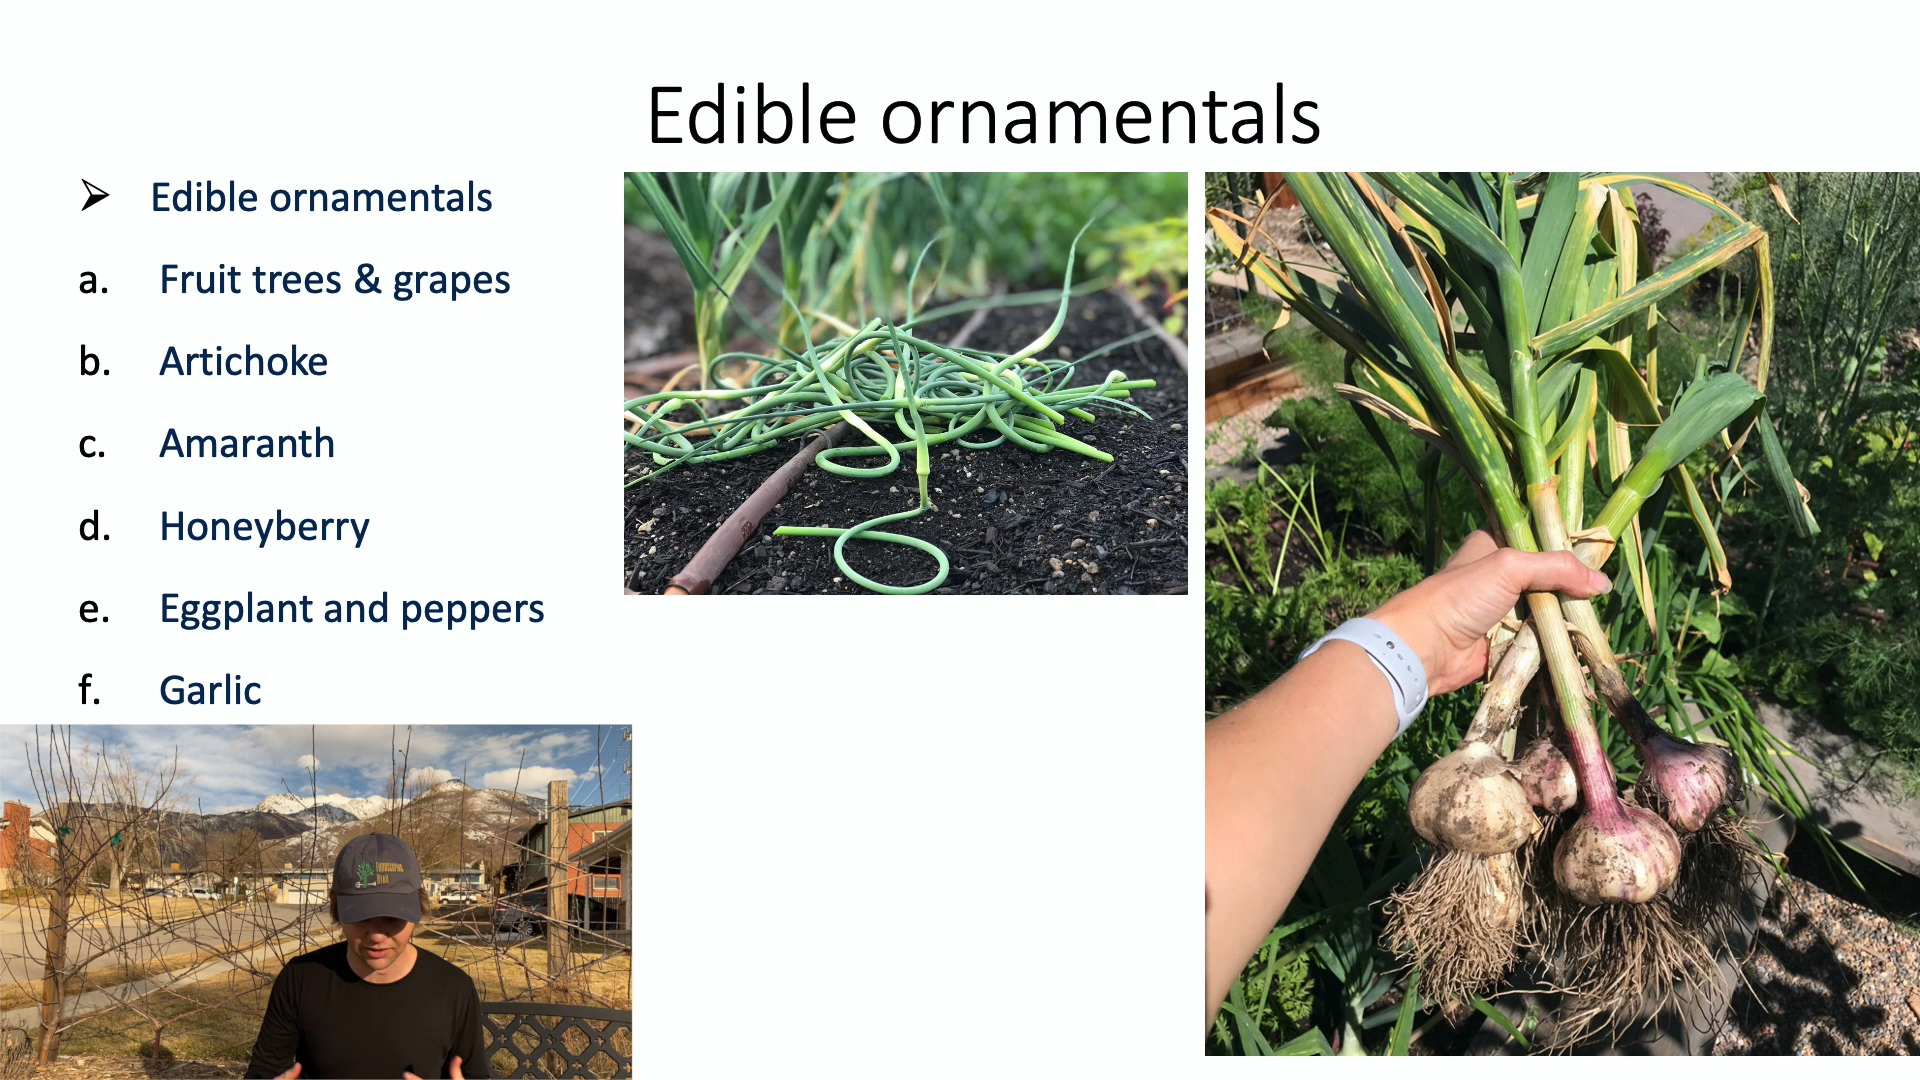 Edible ornamentals
➢ Edible ornamentals
a. Fruit trees & grapes
b. Artichoke
c. Amaranth
d. Honeyberry
e. Eggplant and peppers
f. Garlic